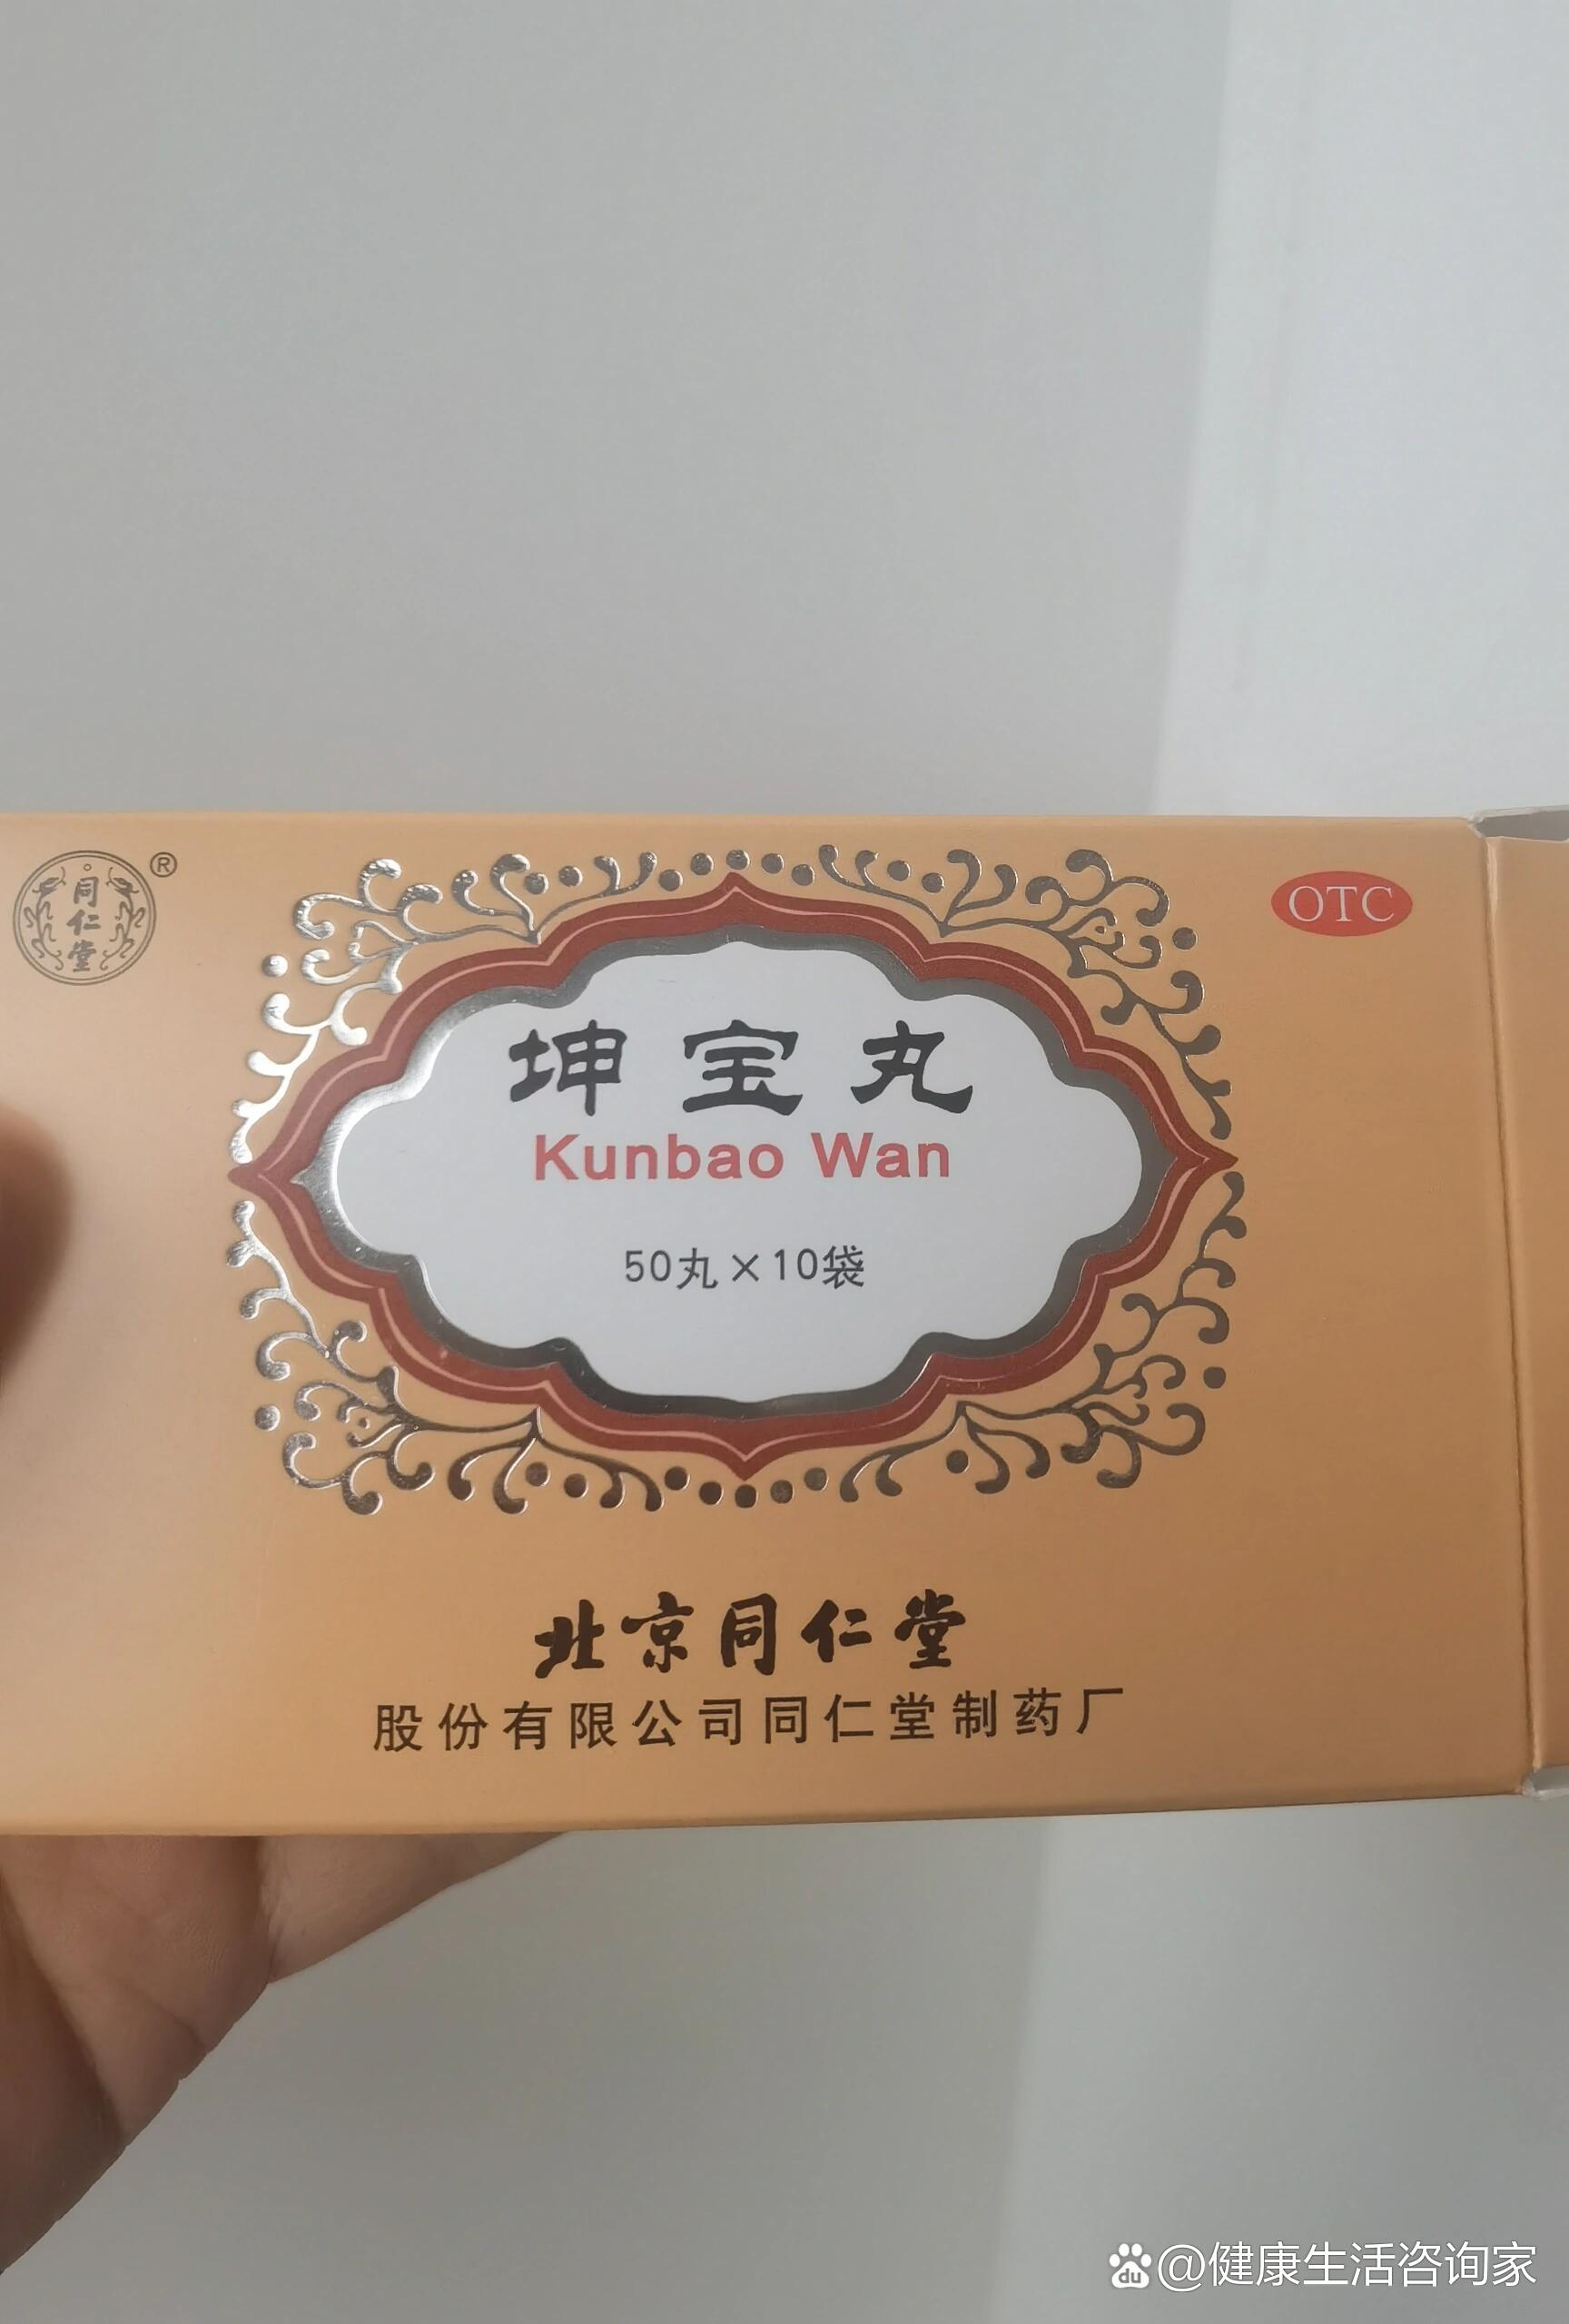 同仁堂®
OTC
坤宝丸
Kunbao Wan
50丸×10袋
北京同仁堂
股份有限公司同仁堂制药厂
du @健康生活咨询家